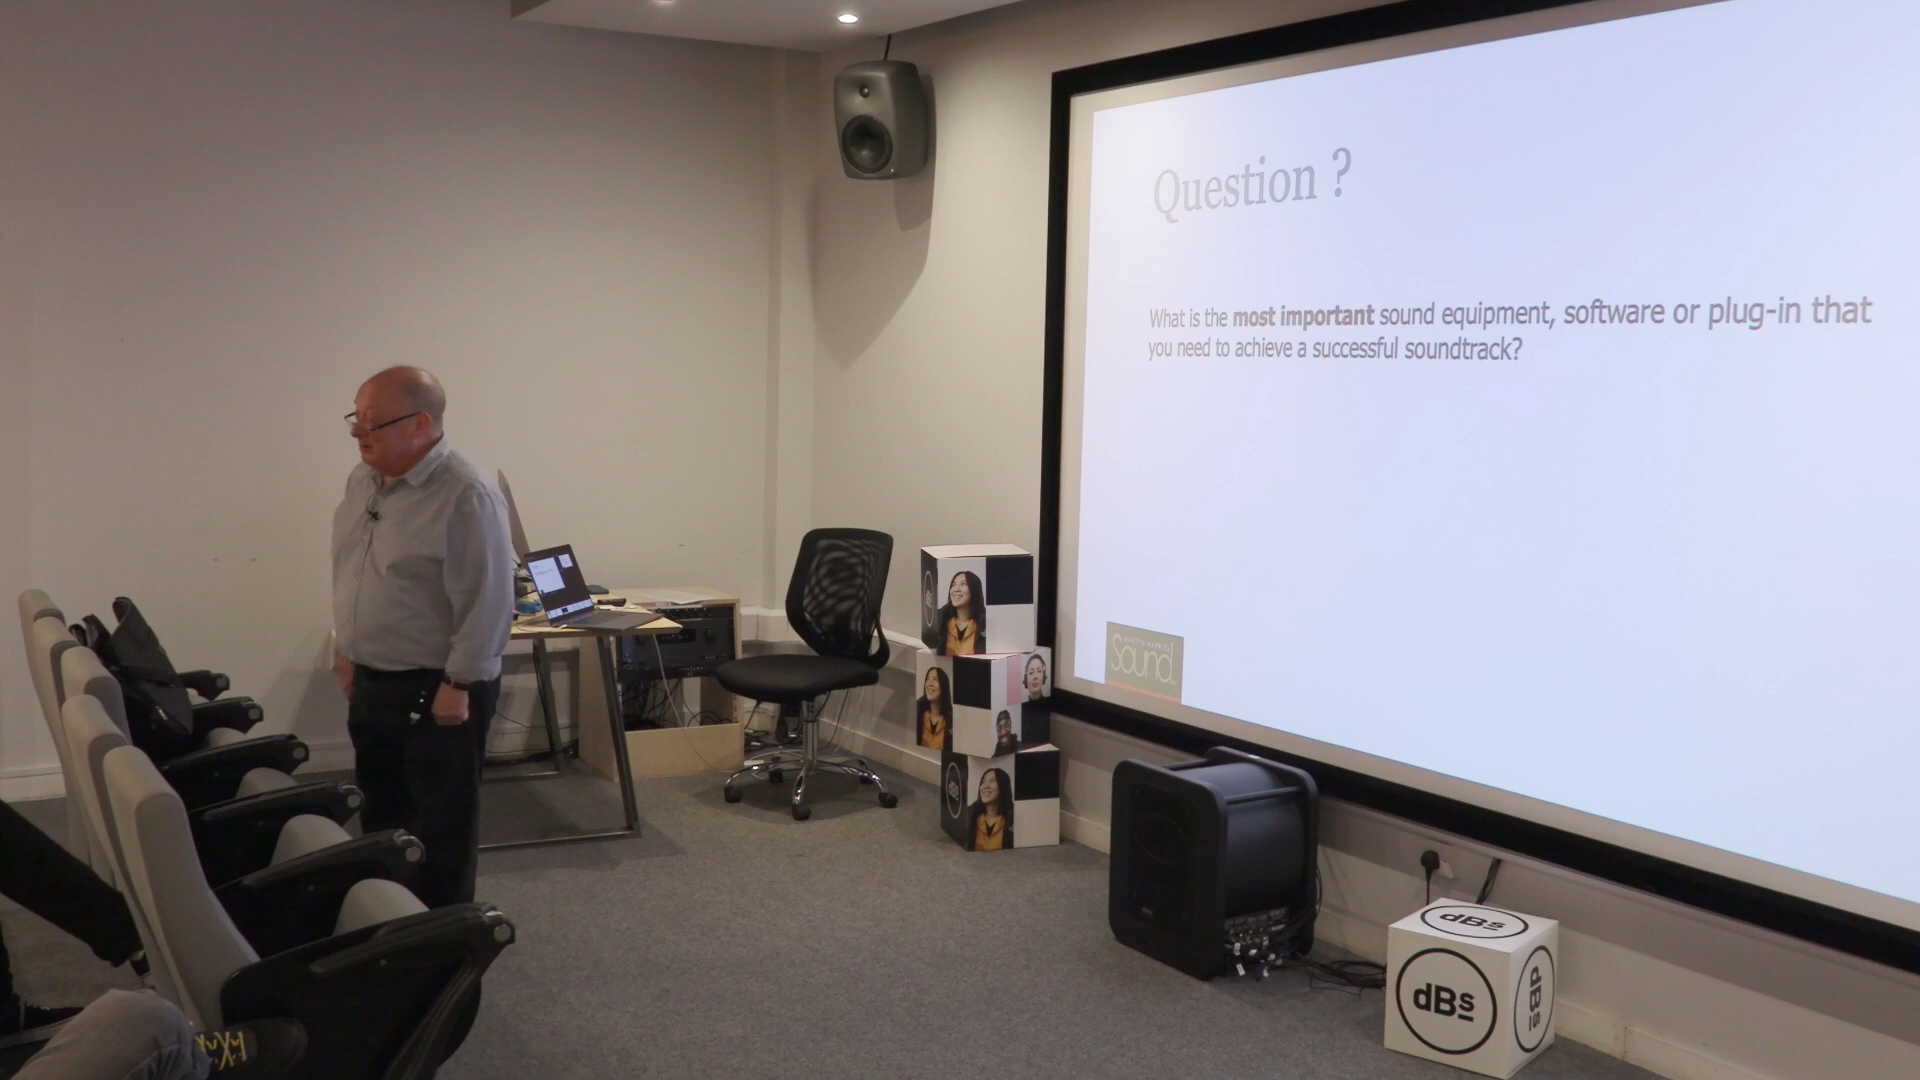 Question ?
What is the most important sound equipment, software or plug-in that
you need to achieve a successful soundtrack?
Sound
dBs
dBs
dBs